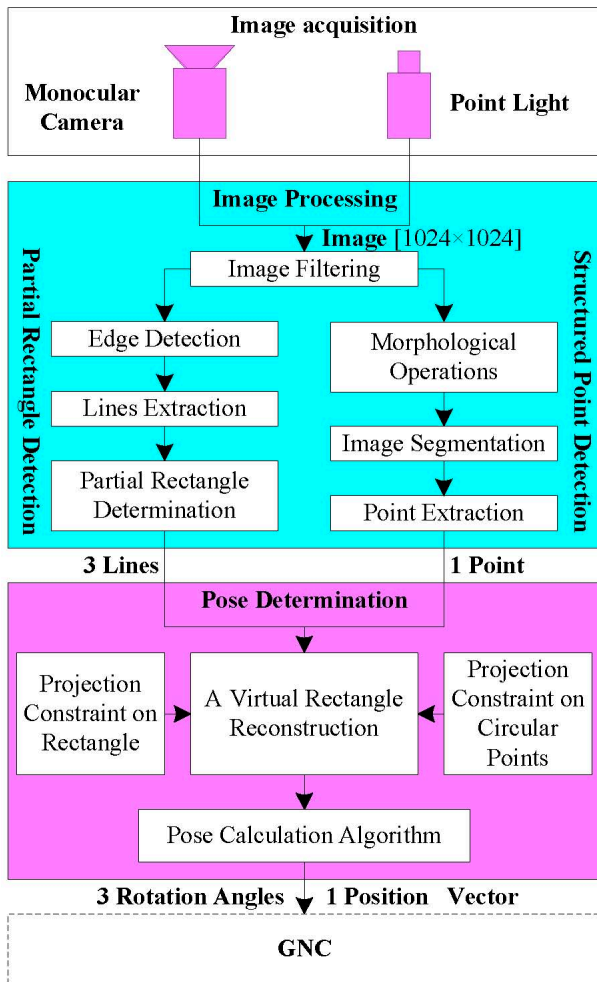 Image acquisition
Monocular
Camera
Point Light
Image Processing
Image [1024×1024]
Partial Rectangle Detection
Structured Point Detection
Image Filtering
Edge Detection
Lines Extraction
Partial Rectangle
Determination
Morphological
Operations
Image Segmentation
Point Extraction
3 Lines
1 Point
Pose Determination
Projection
Constraint on
Rectangle
A Virtual Rectangle
Reconstruction
Projection
Constraint on
Circular
Points
Pose Calculation Algorithm
3 Rotation Angles
1 Position Vector
GNC